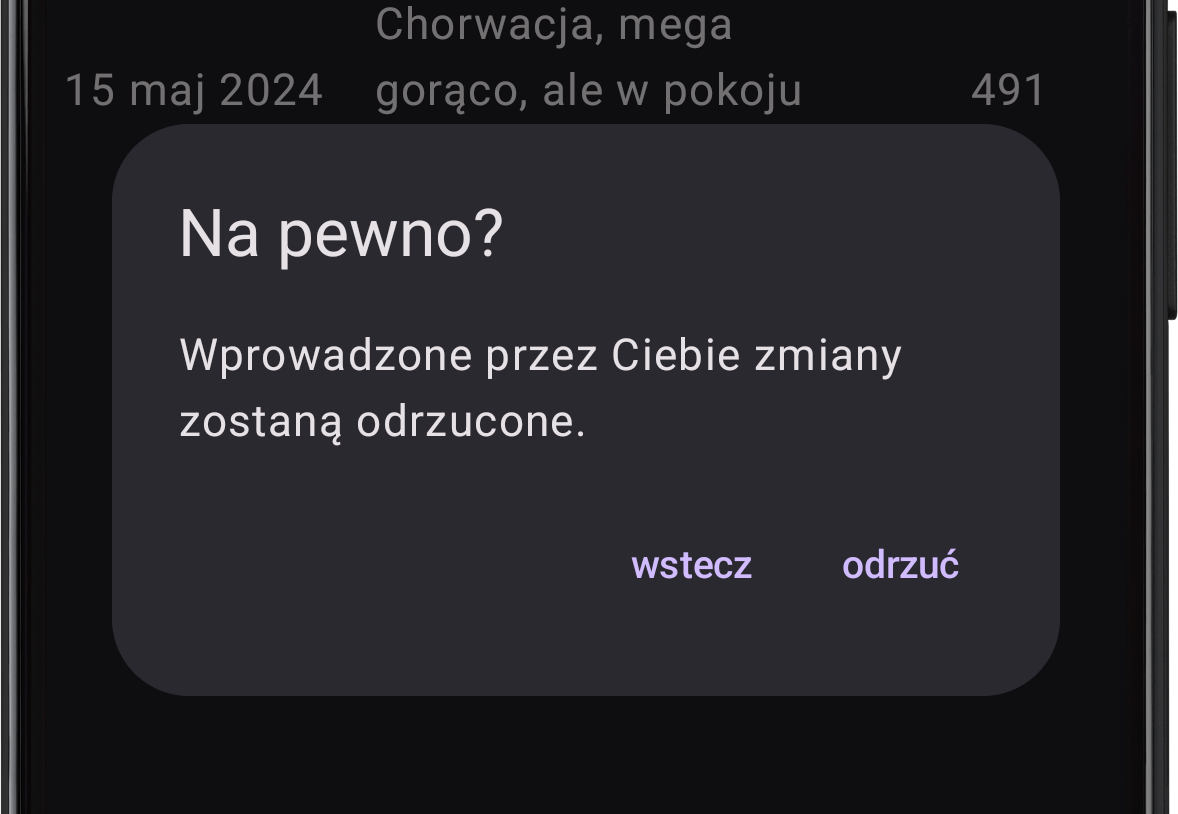 Chorwacja, mega
15 maj 2024 gorąco, ale w pokoju 491
Na pewno?
Wprowadzone przez Ciebie zmiany
zostaną odrzucone.
wstecz odrzuć